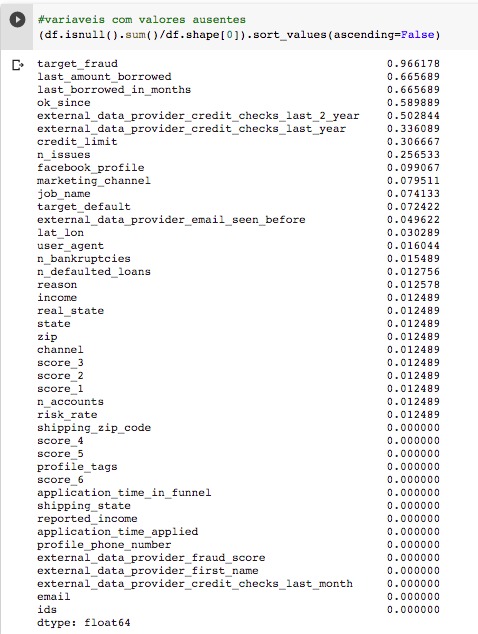 #variaveis com valores ausentes
(df.isnull().sum()/df.shape[0]).sort_values(ascending=False)
target_fraud 0.966178
last_amount_borrowed 0.665689
last_borrowed_in_months 0.665689
ok_since 0.589889
external_data_provider_credit_checks_last_2_year 0.502844
external_data_provider_credit_checks_last_year 0.336089
credit_limit 0.306667
n_issues 0.256533
facebook_profile 0.099067
marketing_channel 0.079511
job_name 0.074133
target_default 0.072422
external_data_provider_email_seen_before 0.049622
lat_lon 0.030289
user_agent 0.016044
n_bankruptcies 0.015489
n_defaulted_loans 0.012756
reason 0.012578
income 0.012489
real_state 0.012489
state 0.012489
zip 0.012489
channel 0.012489
score_3 0.012489
score_2 0.012489
score_1 0.012489
n_accounts 0.012489
risk_rate 0.012489
shipping_zip_code 0.000000
score_4 0.000000
score_5 0.000000
profile_tags 0.000000
score_6 0.000000
application_time_in_funnel 0.000000
shipping_state 0.000000
reported_income 0.000000
application_time_applied 0.000000
profile_phone_number 0.000000
external_data_provider_fraud_score 0.000000
external_data_provider_first_name 0.000000
external_data_provider_credit_checks_last_month 0.000000
email 0.000000
ids 0.000000
dtype: float64